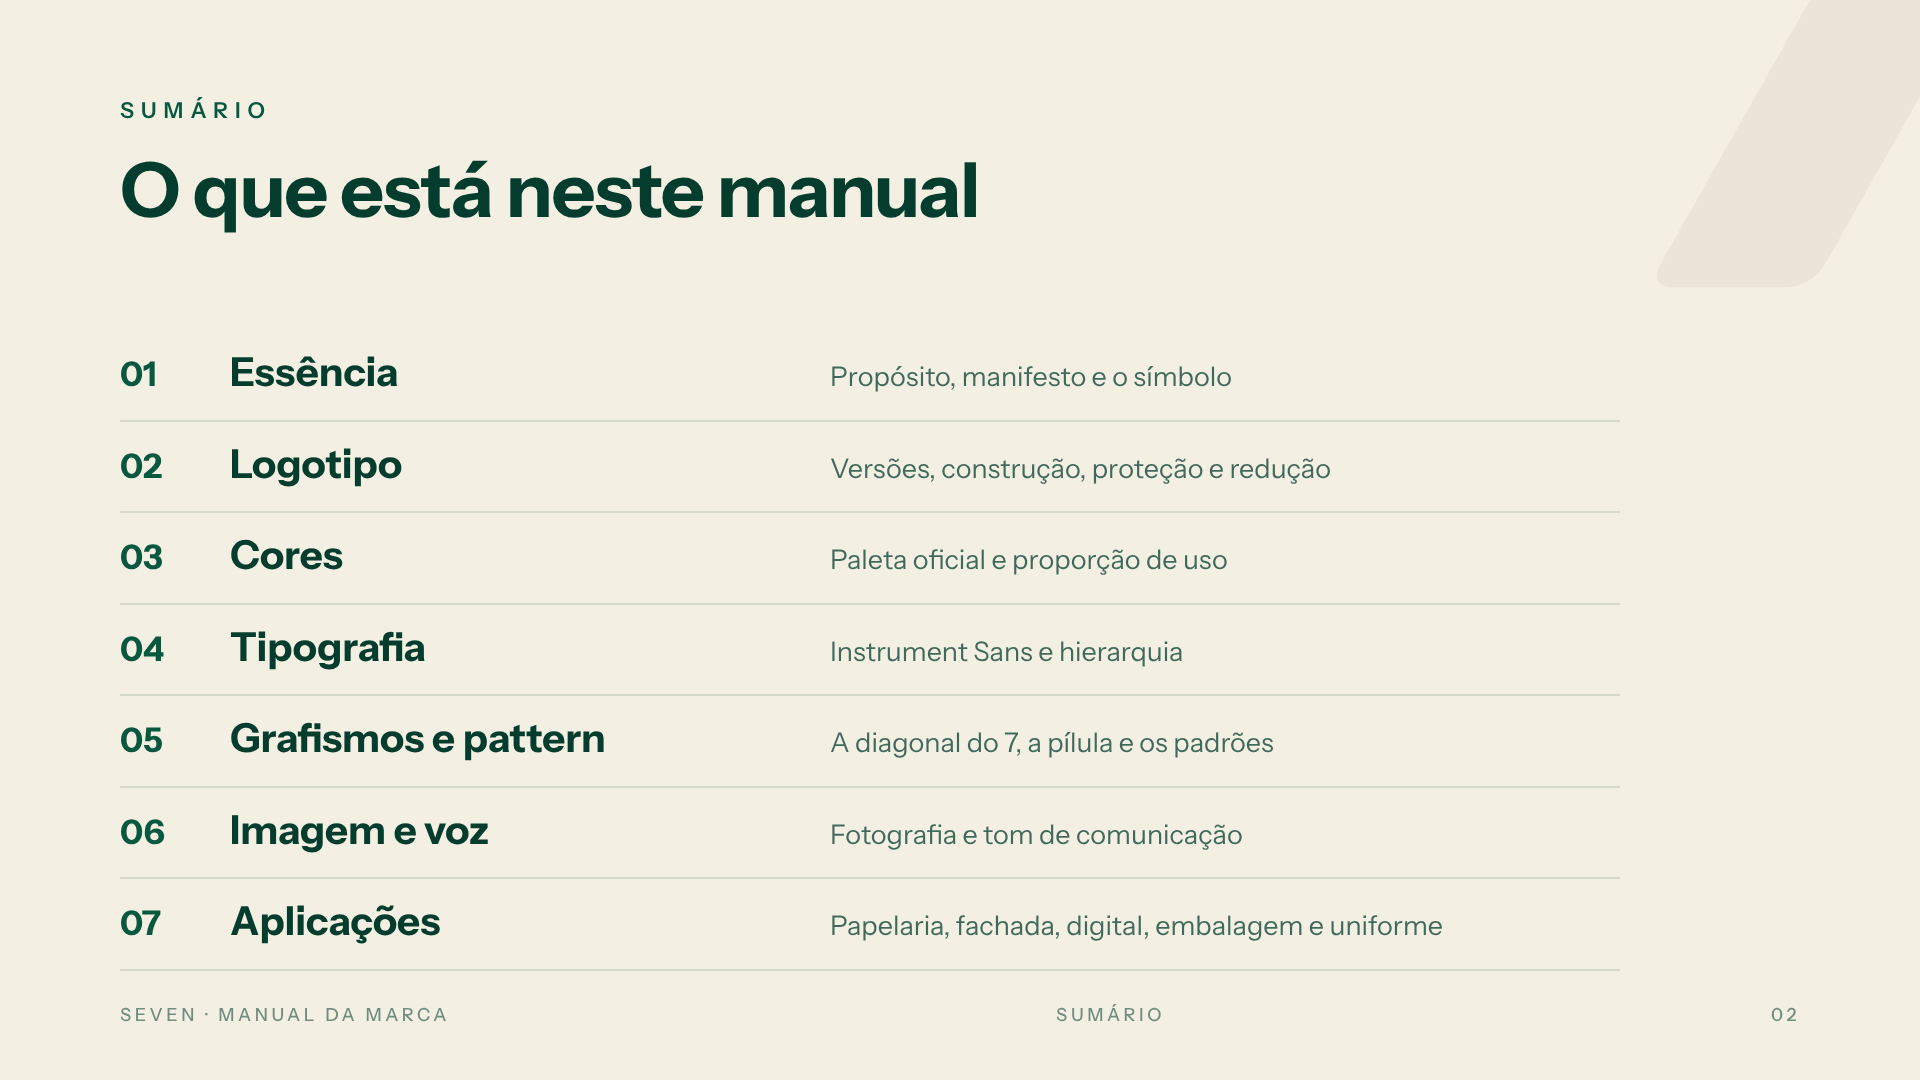 SUMÁRIO
O que está neste manual
01 Essência Propósito, manifesto e o símbolo
02 Logotipo Versões, construção, proteção e redução
03 Cores Paleta oficial e proporção de uso
04 Tipografia Instrument Sans e hierarquia
05 Grafismos e pattern A diagonal do 7, a pílula e os padrões
06 Imagem e voz Fotografia e tom de comunicação
07 Aplicações Papelaria, fachada, digital, embalagem e uniforme
SEVEN · MANUAL DA MARCA SUMÁRIO 02